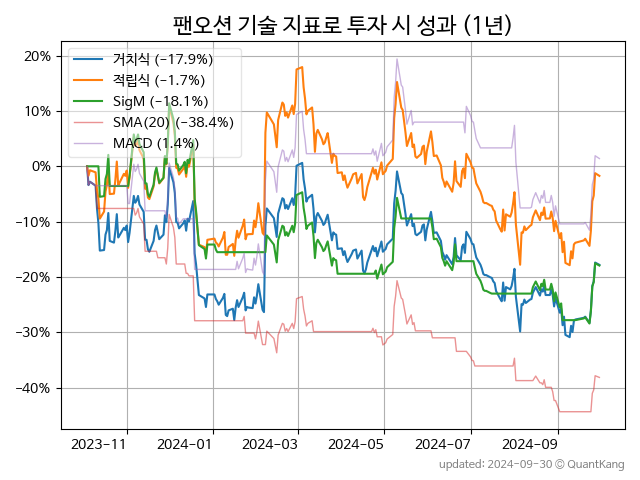 팬오션 기술 지표로 투자 시 성과 (1년)
20%
10%
0%
−10%
−20%
−30%
−40%
거치식 (−17.9%)
적립식 (−1.7%)
SigM (−18.1%)
SMA(20) (−38.4%)
MACD (1.4%)
2023-11
2024-01
2024-03
2024-05
2024-07
2024-09
updated: 2024-09-30 © QuantKang